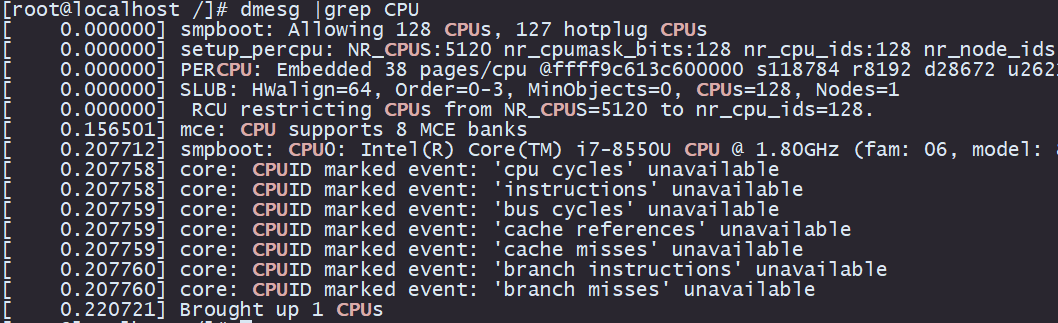 [root@localhost /]# dmesg |grep CPU
[    0.000000] smpboot: Allowing 128 CPUs, 127 hotplug CPUs
[    0.000000] setup_percpu: NR_CPUS:5120 nr_cpumask_bits:128 nr_cpu_ids:128 nr_node_ids
[    0.000000] PERCPU: Embedded 38 pages/cpu @ffff9c613c600000 s118784 r8192 d28672 u262
[    0.000000] SLUB: HWalign=64, Order=0-3, MinObjects=0, CPUs=128, Nodes=1
[    0.000000]  RCU restricting CPUs from NR_CPUS=5120 to nr_cpu_ids=128.
[    0.156501] mce: CPU supports 8 MCE banks
[    0.207712] smpboot: CPU0: Intel(R) Core(TM) i7-8550U CPU @ 1.80GHz (fam: 06, model:
[    0.207758] core: CPUID marked event: 'cpu cycles' unavailable
[    0.207758] core: CPUID marked event: 'instructions' unavailable
[    0.207759] core: CPUID marked event: 'bus cycles' unavailable
[    0.207759] core: CPUID marked event: 'cache references' unavailable
[    0.207759] core: CPUID marked event: 'cache misses' unavailable
[    0.207760] core: CPUID marked event: 'branch instructions' unavailable
[    0.207760] core: CPUID marked event: 'branch misses' unavailable
[    0.220721] Brought up 1 CPUs